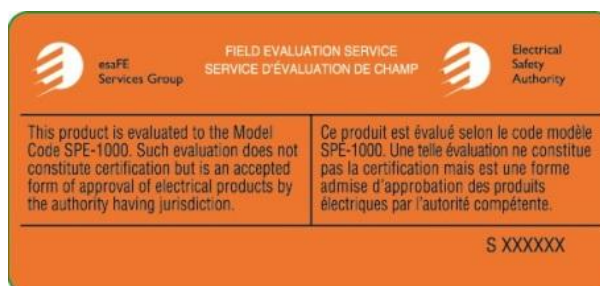 esaFE
Services Group
FIELD EVALUATION SERVICE
SERVICE D'ÉVALUATION DE CHAMP
Electrical
Safety
Authority
This product is evaluated to the Model
Code SPE-1000. Such evaluation does not
constitute certification but is an accepted
form of approval of electrical products by
the authority having jurisdiction.
Ce produit est évalué selon le code modèle
SPE-1000. Une telle évaluation ne constitue
pas la certification mais est une forme
admise d'approbation des produits
électriques par l'autorité compétente.
S XXXXXX